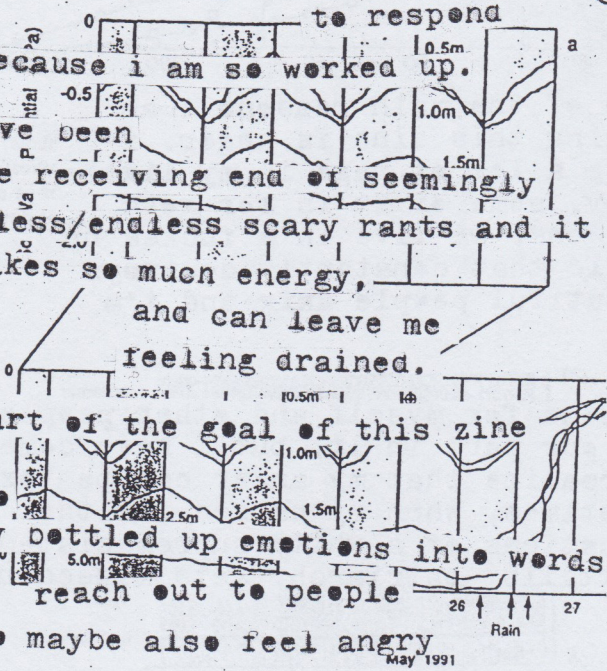 to respond
0
0.5m
a
ecause i am so worked up.
-0.5
1.0m
ve been
1.5m
e receiving end of seemingly
less/endless scary rants and it
akes so much energy,
and can leave me
feeling drained.
0
0.5m
art of the goal of this zine
1.0m
2.5m
1.5m
y bottled up emotions into words
5.0m
reach out to people
26
27
Rain
maybe also feel angry
May 1991